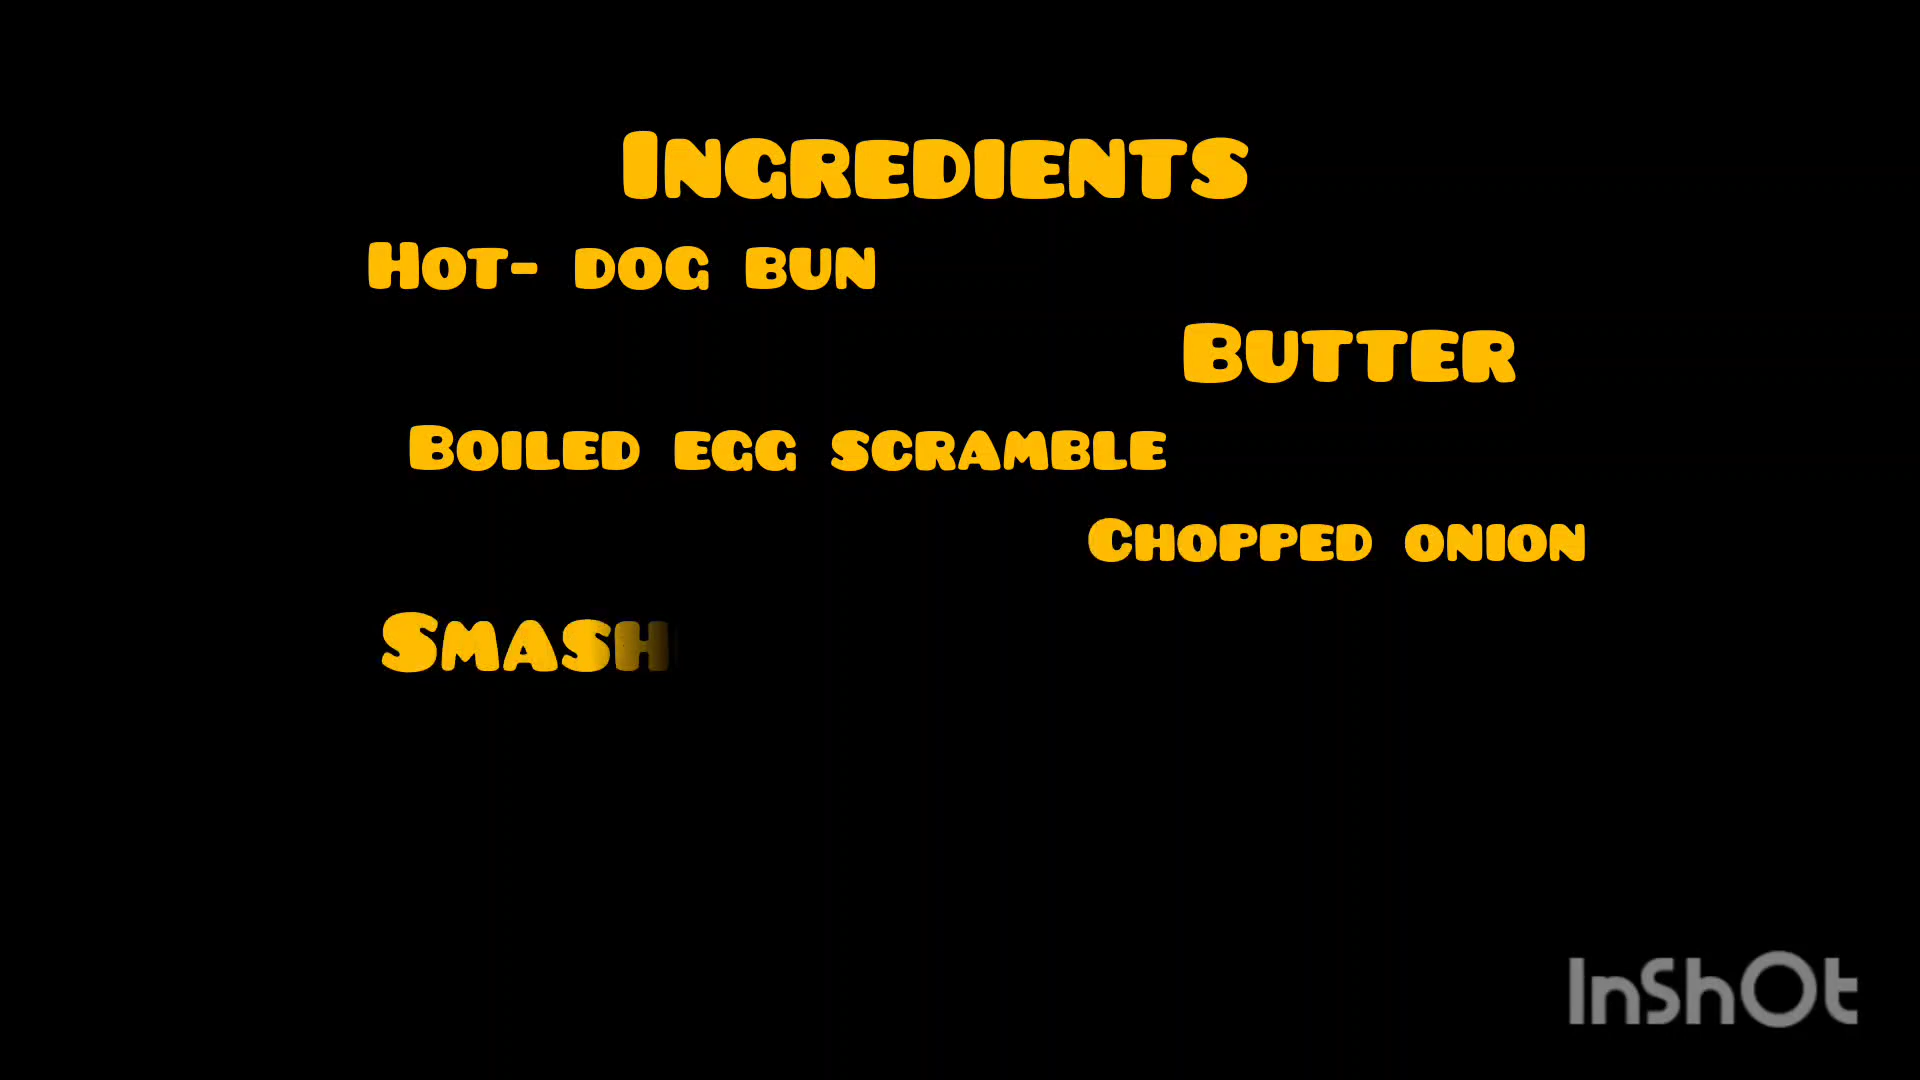 Ingredients
Hot- dog bun
Butter
Boiled egg scramble
Chopped onion
Smash
InShOt